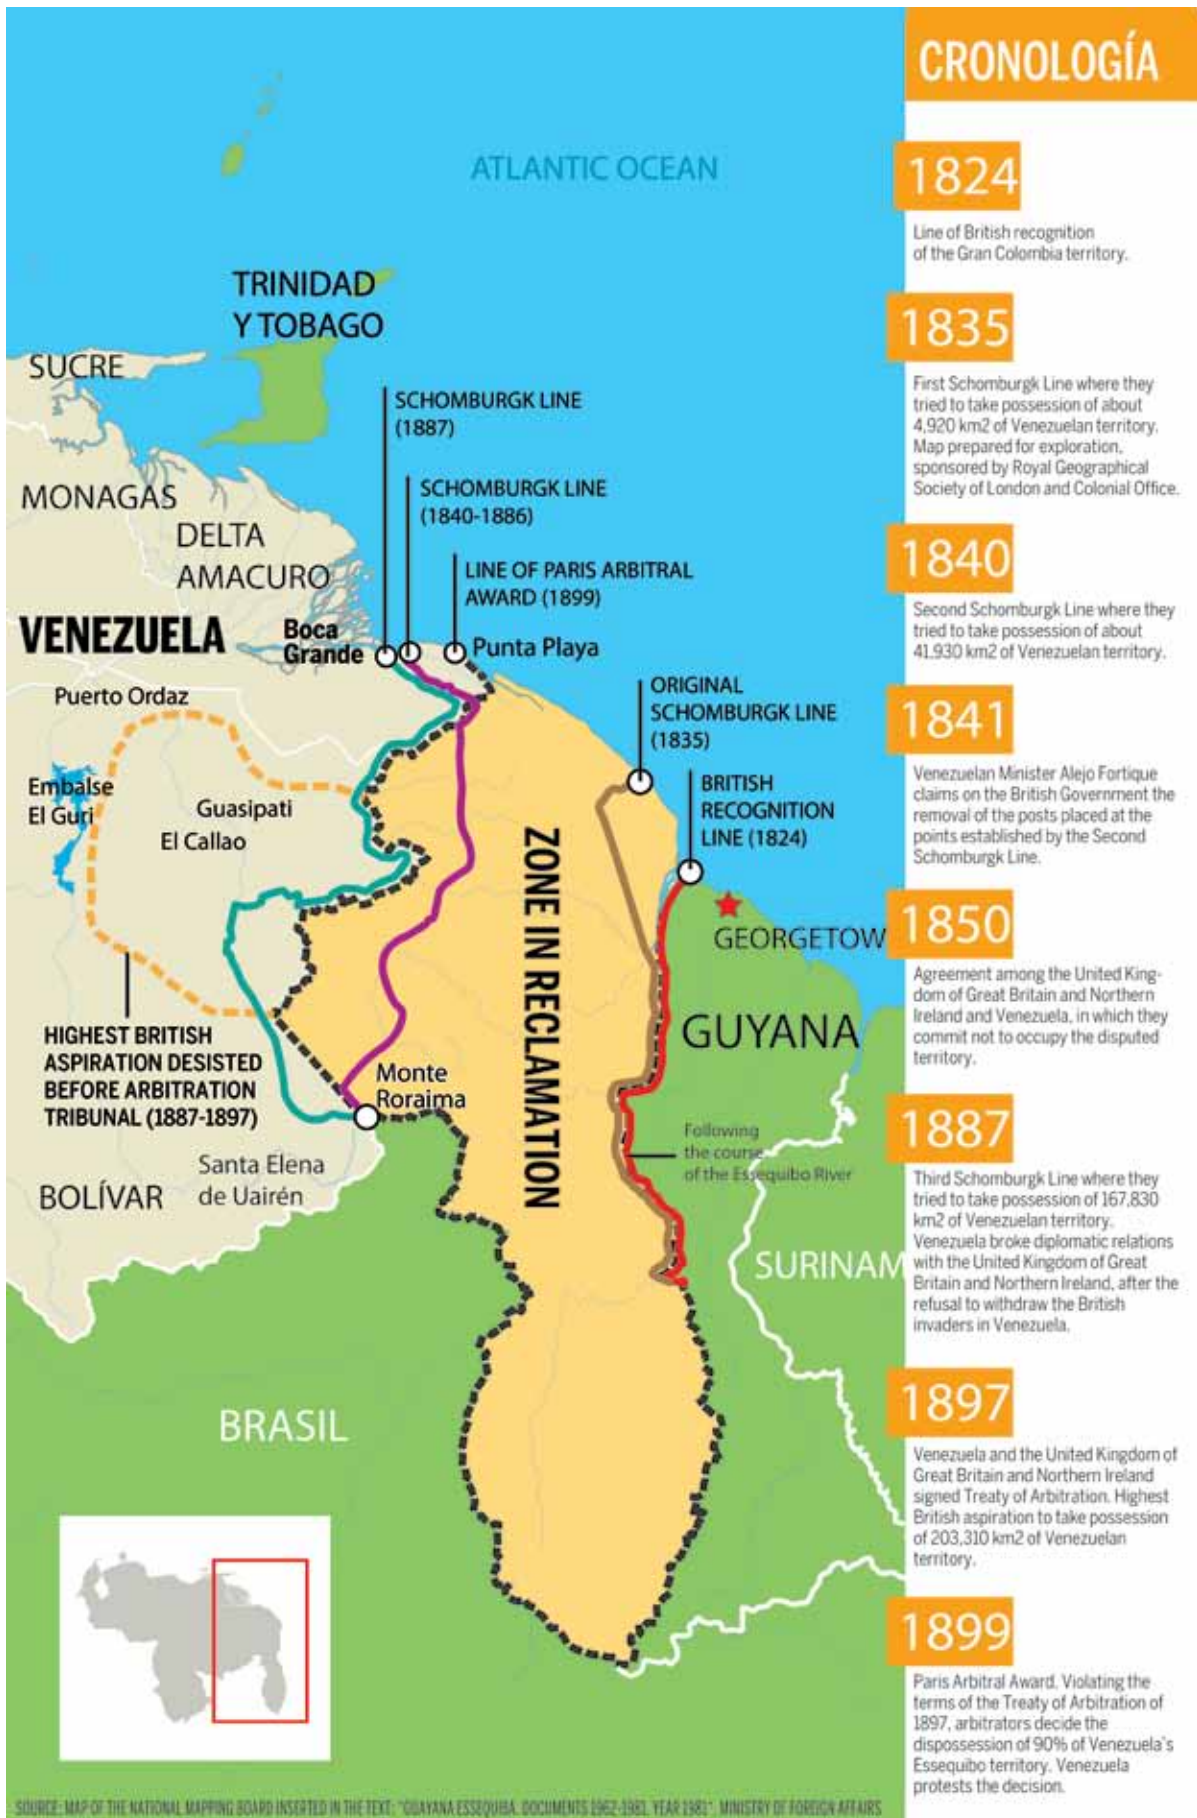 ATLANTIC OCEAN
TRINIDAD
Y TOBAGO
SUCRE
SCHOMBURGK LINE
(1887)
MONAGAS
SCHOMBURGK LINE
(1840-1886)
DELTA
AMACURO
LINE OF PARIS ARBITRAL
AWARD (1899)
VENEZUELA
Boca
Grande
Punta Playa
Puerto Ordaz
ORIGINAL
SCHOMBURGK LINE
(1835)
Embalse
El Guri
Guasipati
El Callao
BRITISH
RECOGNITION
LINE (1824)
ZONE IN RECLAMATION
GEORGETOW
GUYANA
HIGHEST BRITISH
ASPIRATION DESISTED
BEFORE ARBITRATION
TRIBUNAL (1887-1897)
Monte
Roraima
Following
the course
of the Essequibo River
Santa Elena
de Uairén
BOLÍVAR
SURINAM
BRASIL
SOURCE: MAP OF THE NATIONAL MAPPING BOARD INSERTED IN THE TEXT: "GUAYANA ESSEQUIBA. DOCUMENTS 1962-1981. YEAR 1981". MINISTRY OF FOREIGN AFFAIRS
CRONOLOGÍA
1824
Line of British recognition
of the Gran Colombia territory.
1835
First Schomburgk Line where they
tried to take possession of about
4,920 km2 of Venezuelan territory.
Map prepared for exploration,
sponsored by Royal Geographical
Society of London and Colonial Office.
1840
Second Schomburgk Line where they
tried to take possession of about
41,930 km2 of Venezuelan territory.
1841
Venezuelan Minister Alejo Fortique
claims on the British Government the
removal of the posts placed at the
points established by the Second
Schomburgk Line.
1850
Agreement among the United King-
dom of Great Britain and Northern
Ireland and Venezuela, in which they
commit not to occupy the disputed
territory.
1887
Third Schomburgk Line where they
tried to take possession of 167,830
km2 of Venezuelan territory.
Venezuela broke diplomatic relations
with the United Kingdom of Great
Britain and Northern Ireland, after the
refusal to withdraw the British
invaders in Venezuela.
1897
Venezuela and the United Kingdom of
Great Britain and Northern Ireland
signed Treaty of Arbitration. Highest
British aspiration to take possession
of 203,310 km2 of Venezuelan
territory.
1899
Paris Arbitral Award. Violating the
terms of the Treaty of Arbitration of
1897, arbitrators decide the
dispossession of 90% of Venezuela's
Essequibo territory. Venezuela
protests the decision.